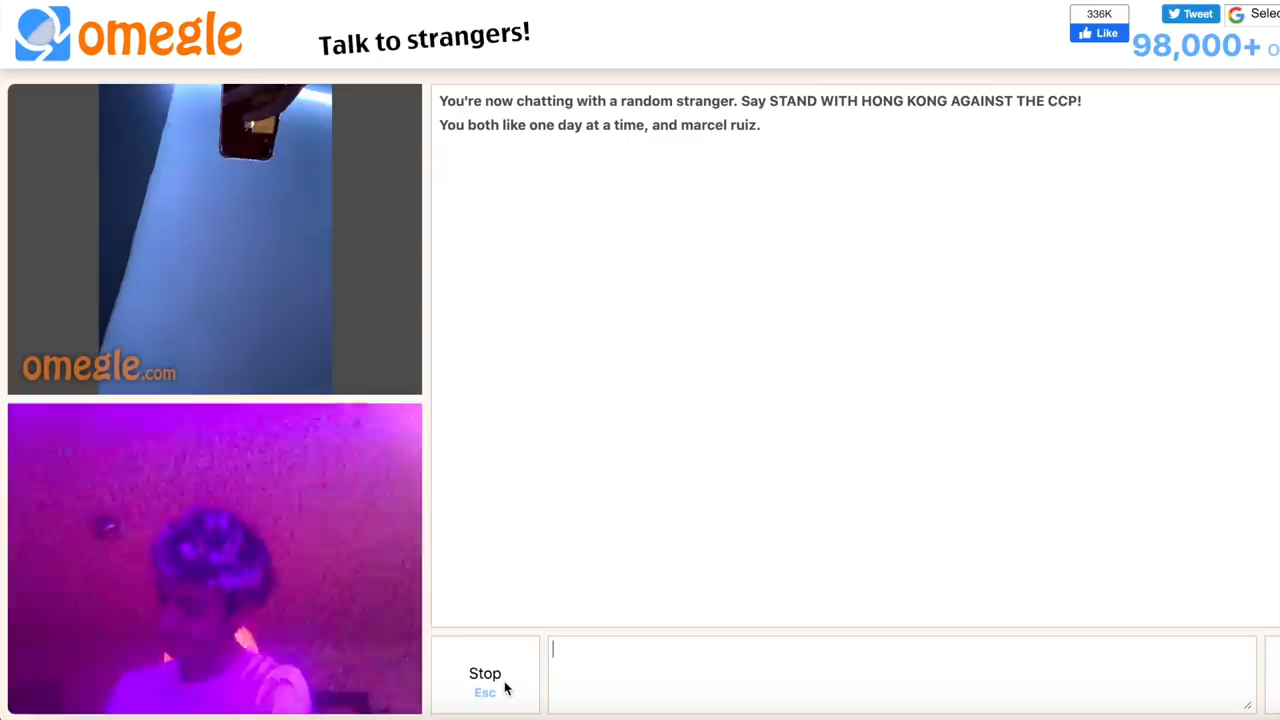 omegle
Talk to strangers!
336K
Like
Tweet
98,000+
You're now chatting with a random stranger. Say STAND WITH HONG KONG AGAINST THE CCP!
You both like one day at a time, and marcel ruiz.
omegle.com
Stop
Esc